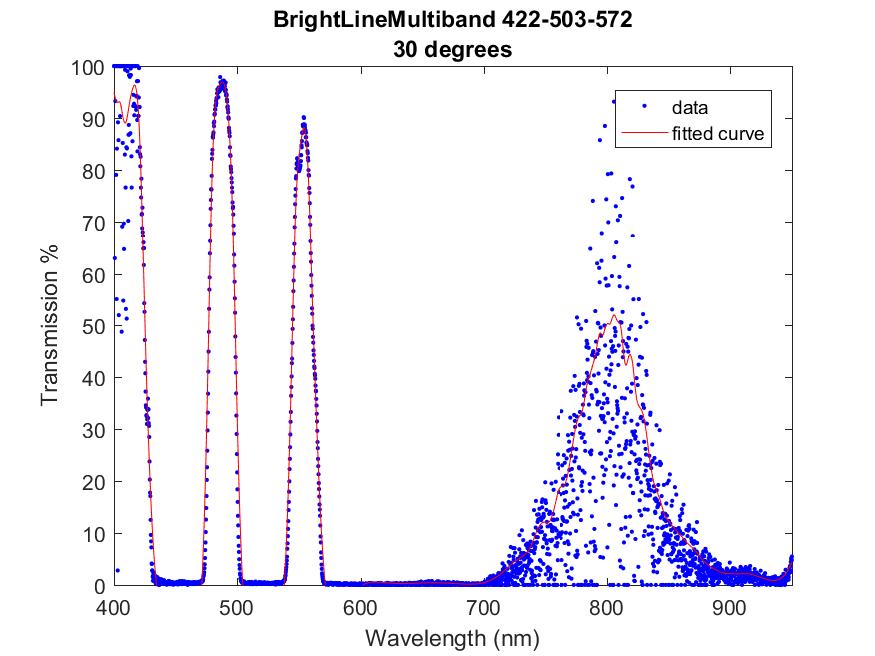 BrightLineMultiband 422-503-572
30 degrees
100
90
80
70
60
50
40
30
20
10
0
Transmission %
data
fitted curve
400 500 600 700 800 900
Wavelength (nm)